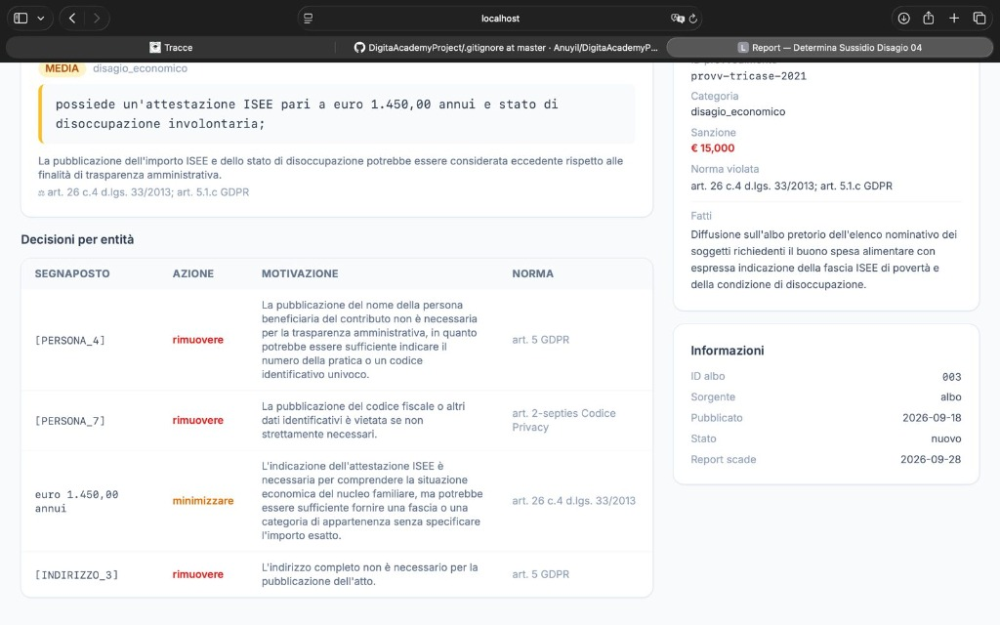 localhost
Tracce
DigitaAcademyProject/.gitignore at master · Anuyil/DigitaAcademyP...
L Report — Determina Sussidio Disagio 04
MEDIA disagio_economico
possiede un'attestazione ISEE pari a euro 1.450,00 annui e stato di
disoccupazione involontaria;
La pubblicazione dell'importo ISEE e dello stato di disoccupazione potrebbe essere considerata eccedente rispetto alle
finalità di trasparenza amministrativa.
⚖ art. 26 c.4 d.lgs. 33/2013; art. 5.1.c GDPR
Decisioni per entità
SEGNAPOSTO AZIONE MOTIVAZIONE NORMA
[PERSONA_4]
rimuovere
La pubblicazione del nome della persona
beneficiaria del contributo non è necessaria
per la trasparenza amministrativa, in quanto
potrebbe essere sufficiente indicare il
numero della pratica o un codice
identificativo univoco.
art. 5 GDPR
[PERSONA_7]
rimuovere
La pubblicazione del codice fiscale o altri
dati identificativi è vietata se non
strettamente necessari.
art. 2-septies Codice
Privacy
euro 1.450,00
annui
minimizzare
L'indicazione dell'attestazione ISEE è
necessaria per comprendere la situazione
economica del nucleo familiare, ma potrebbe
essere sufficiente fornire una fascia o una
categoria di appartenenza senza specificare
l'importo esatto.
art. 26 c.4 d.lgs. 33/2013
[INDIRIZZO_3]
rimuovere
L'indirizzo completo non è necessario per la
pubblicazione dell'atto.
art. 5 GDPR
provv-tricase-2021
Categoria
disagio_economico
Sanzione
€ 15,000
Norma violata
art. 26 c.4 d.lgs. 33/2013; art. 5.1.c GDPR
Fatti
Diffusione sull'albo pretorio dell'elenco nominativo dei
soggetti richiedenti il buono spesa alimentare con
espressa indicazione della fascia ISEE di povertà e
della condizione di disoccupazione.
Informazioni
ID albo 003
Sorgente albo
Pubblicato 2026-09-18
Stato nuovo
Report scade 2026-09-28